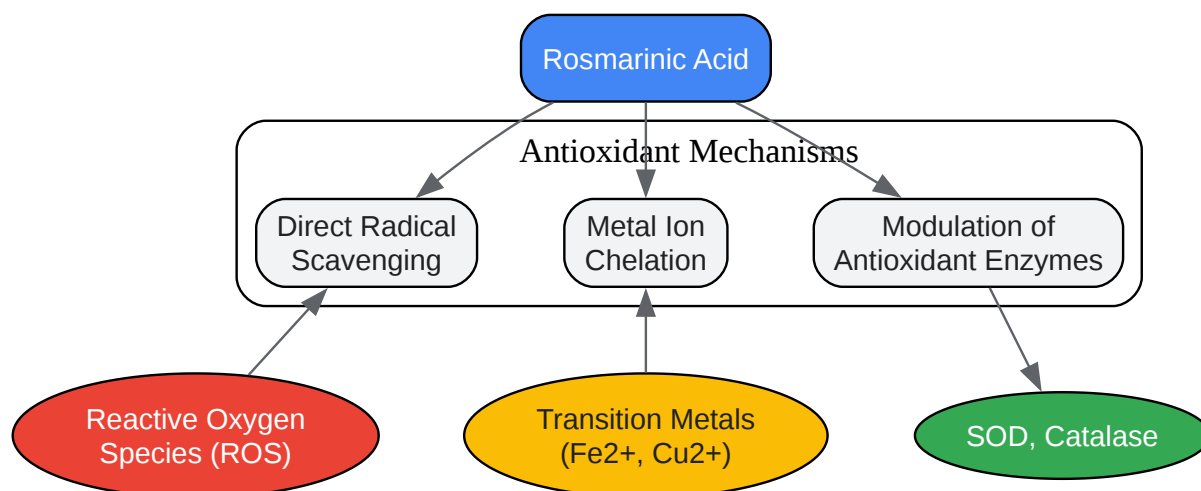 Rosmarinic Acid
Antioxidant Mechanisms
Direct Radical
Scavenging
Metal Ion
Chelation
Modulation of
Antioxidant Enzymes
Reactive Oxygen
Species (ROS)
Transition Metals
(Fe2+, Cu2+)
SOD, Catalase